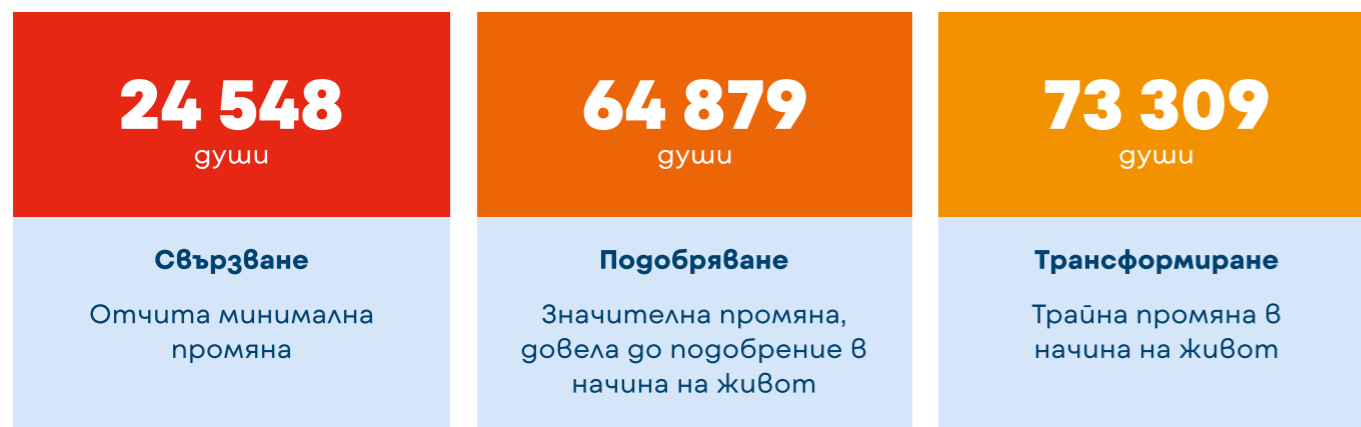 24 548
души
Свързване
Отчита минимална
промяна
64 879
души
Подобряване
Значителна промяна,
довела до подобрение в
начина на живот
73 309
души
Трансформиране
Трайна промяна в
начина на живот